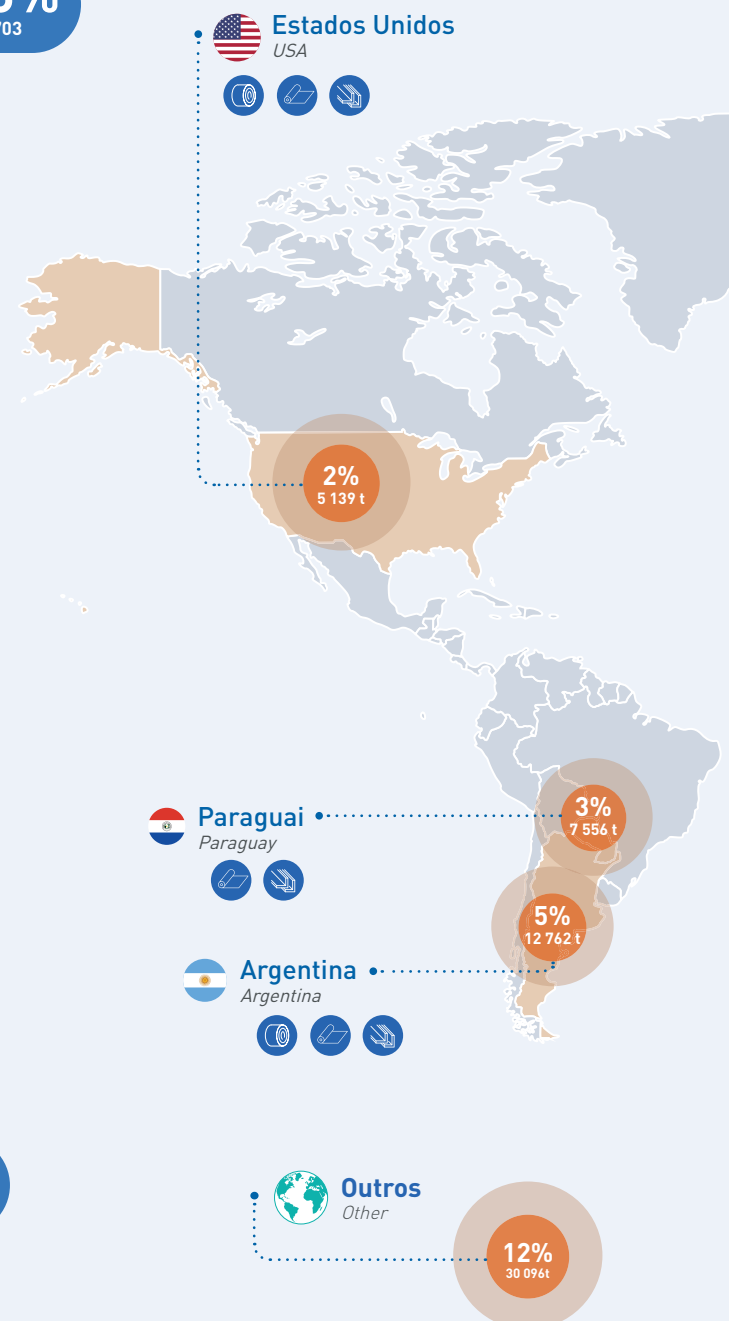 Estados Unidos
USA
2%
5 139 t
3%
7 556 t
Paraguai
Paraguay
5%
12 762 t
Argentina
Argentina
Outros
Other
12%
30 096t